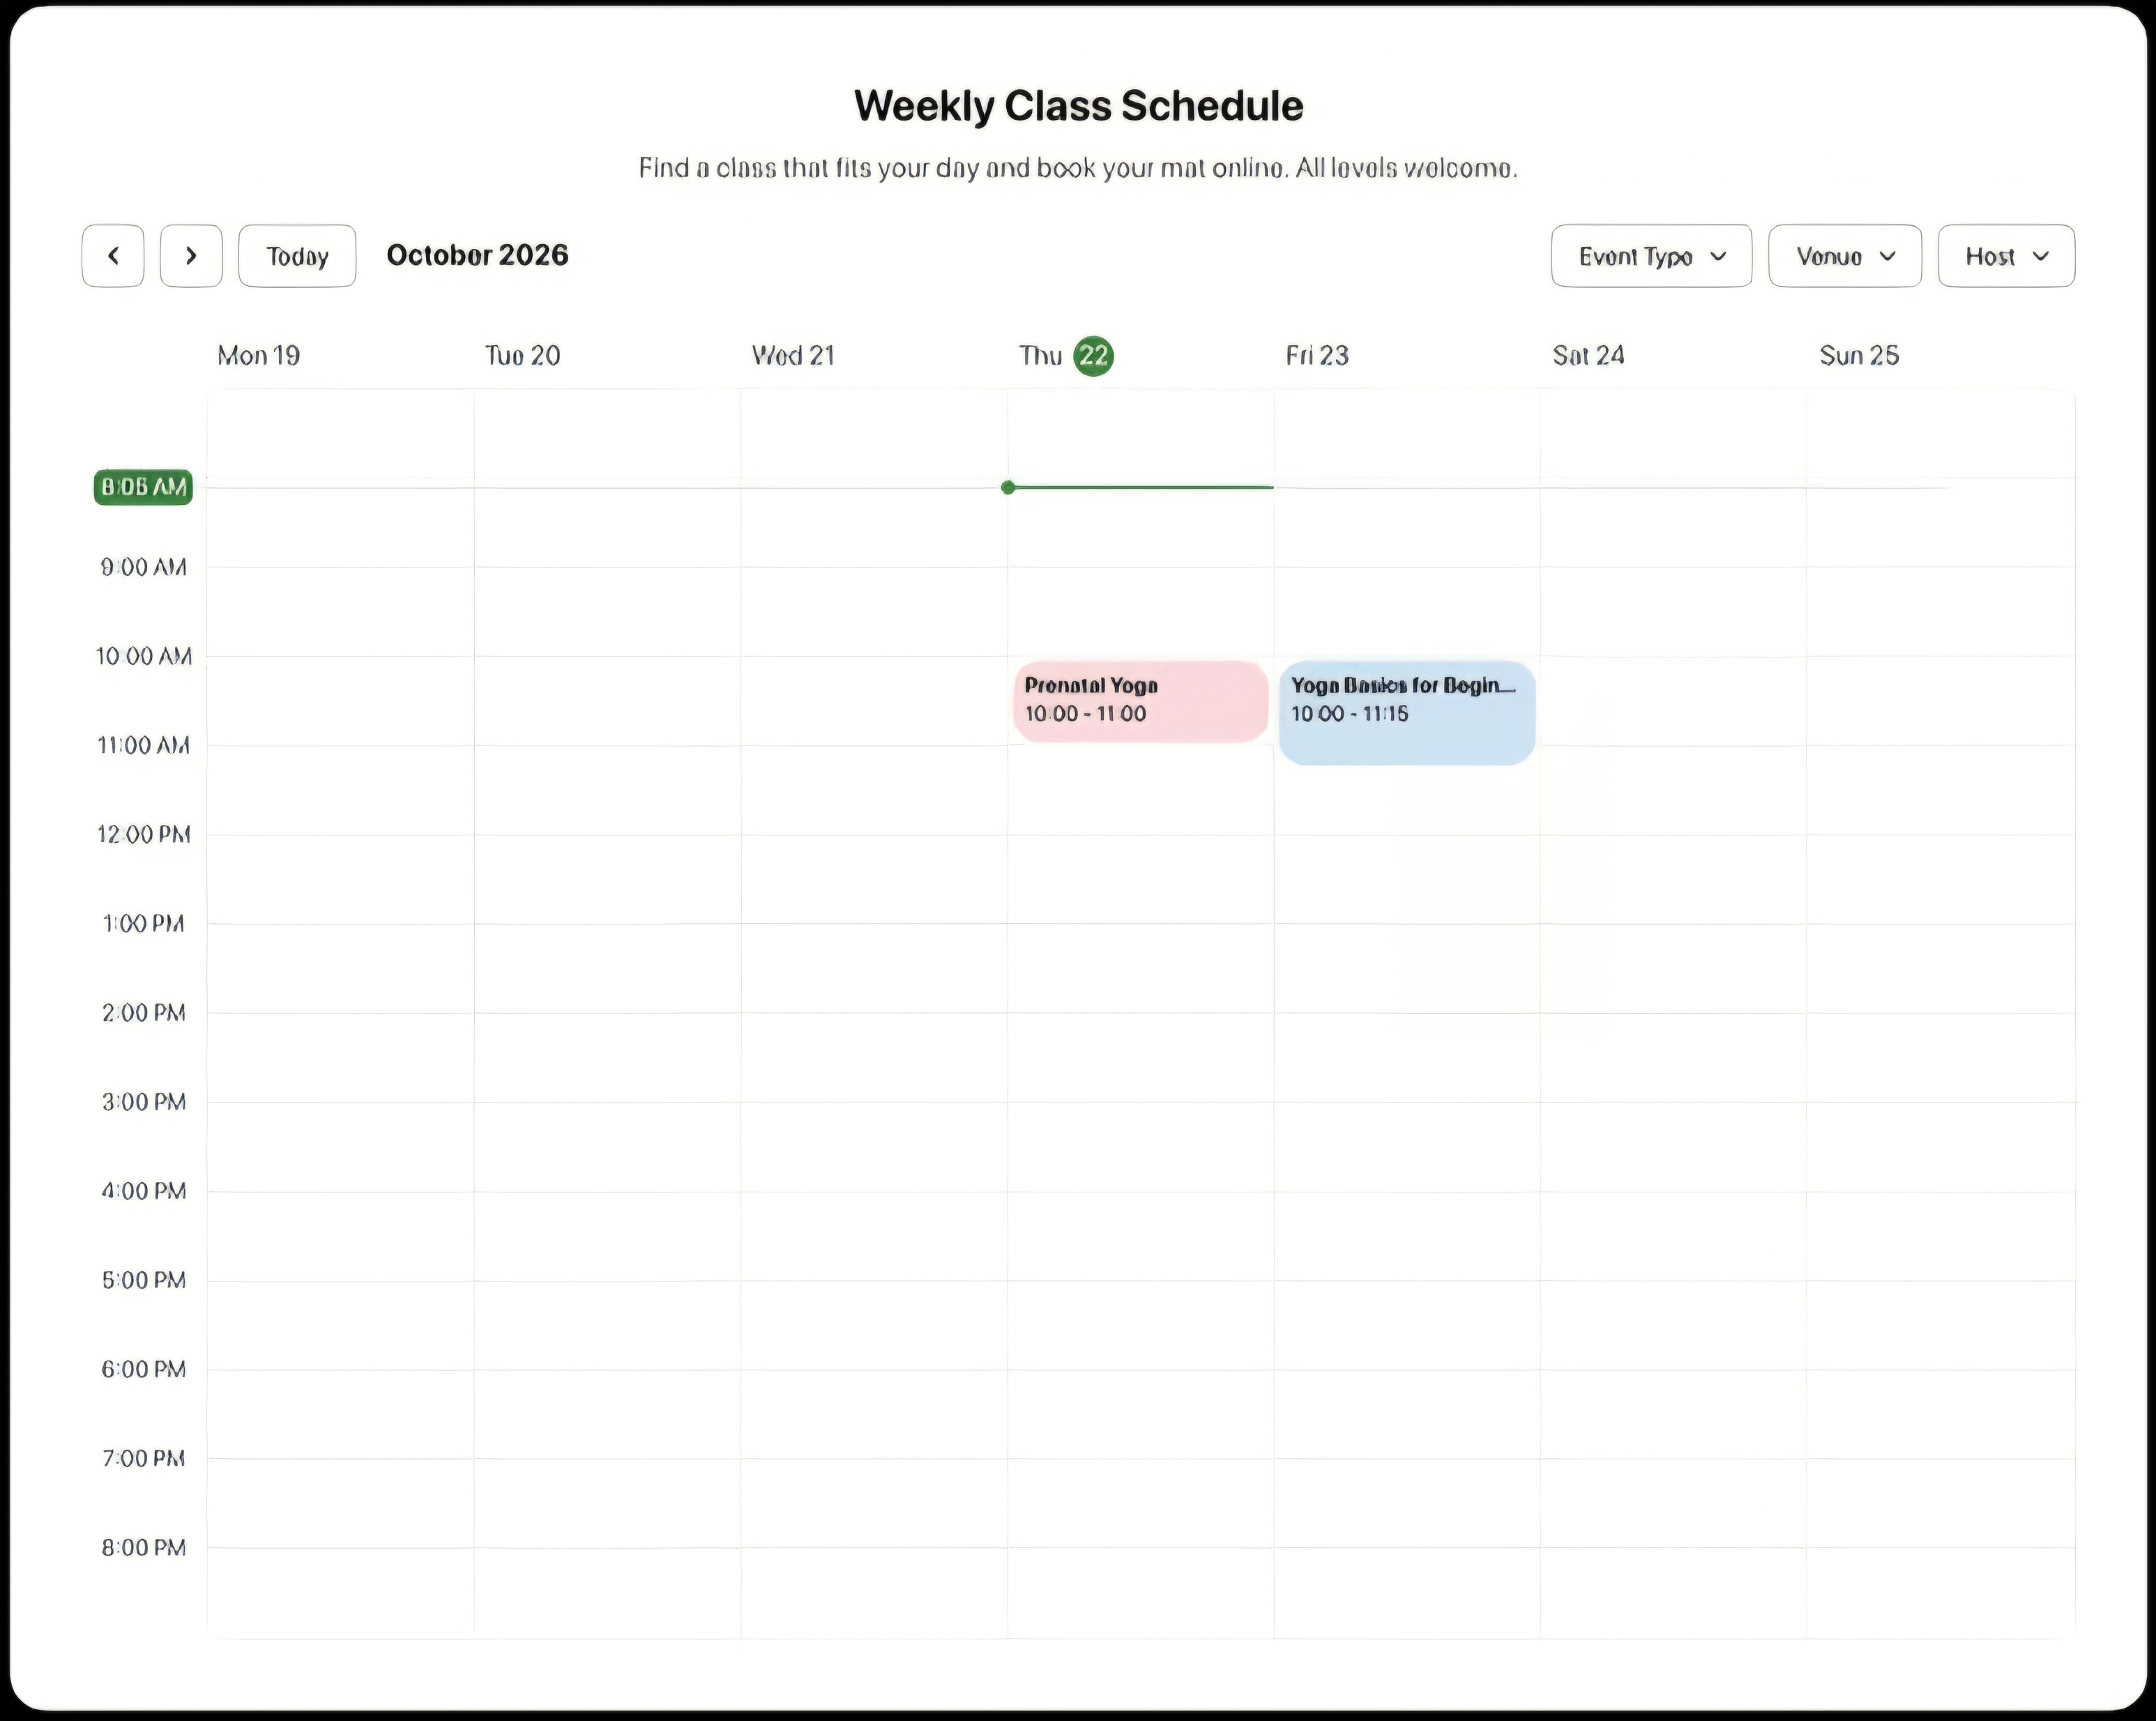 Weekly Class Schedule
Find a class that fits your day and book your mat online. All levels welcome.
Today
October 2026
Event Type
Venue
Host
Mon 19
Tue 20
Wed 21
Thu 22
Fri 23
Sat 24
Sun 25
AM
9:00 AM
10:00 AM
11:00 AM
12:00 PM
1:00 PM
2:00 PM
3:00 PM
4:00 PM
5:00 PM
6:00 PM
7:00 PM
8:00 PM
Prenatal Yoga
10:00 - 11:00
Yoga Basics for Begin...
10:00 - 11:15